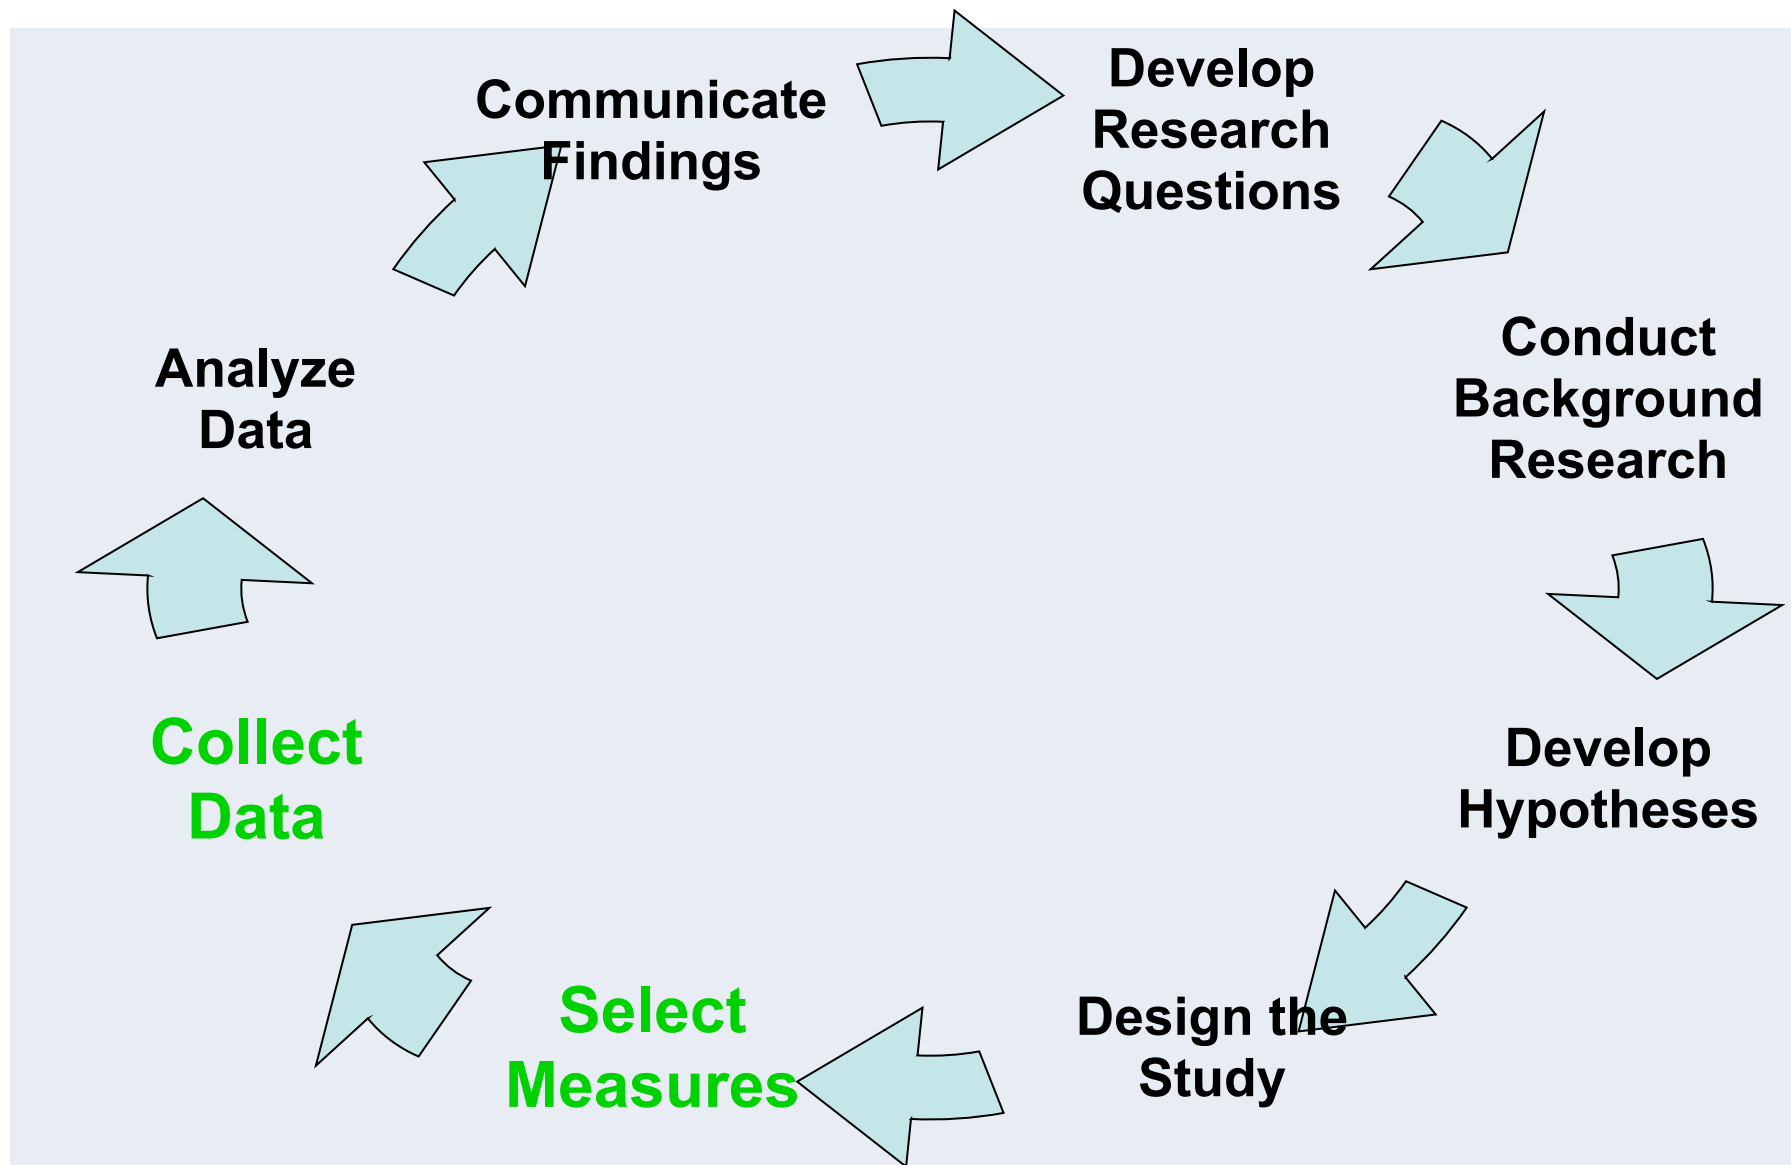 Communicate
Findings
Develop
Research
Questions
Conduct
Background
Research
Develop
Hypotheses
Design the
Study
Select
Measures
Collect
Data
Analyze
Data